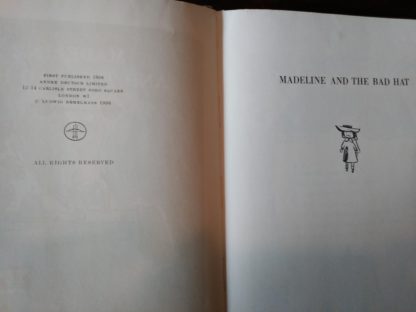 FIRST PUBLISHED 1958
ANDRE DEUTSCH LIMITED
12/14 CARLISLE STREET SOHO SQUARE
LONDON W1
© LUDWIG BEMELMANS 1958
ALL RIGHTS RESERVED
MADELINE AND THE BAD HAT